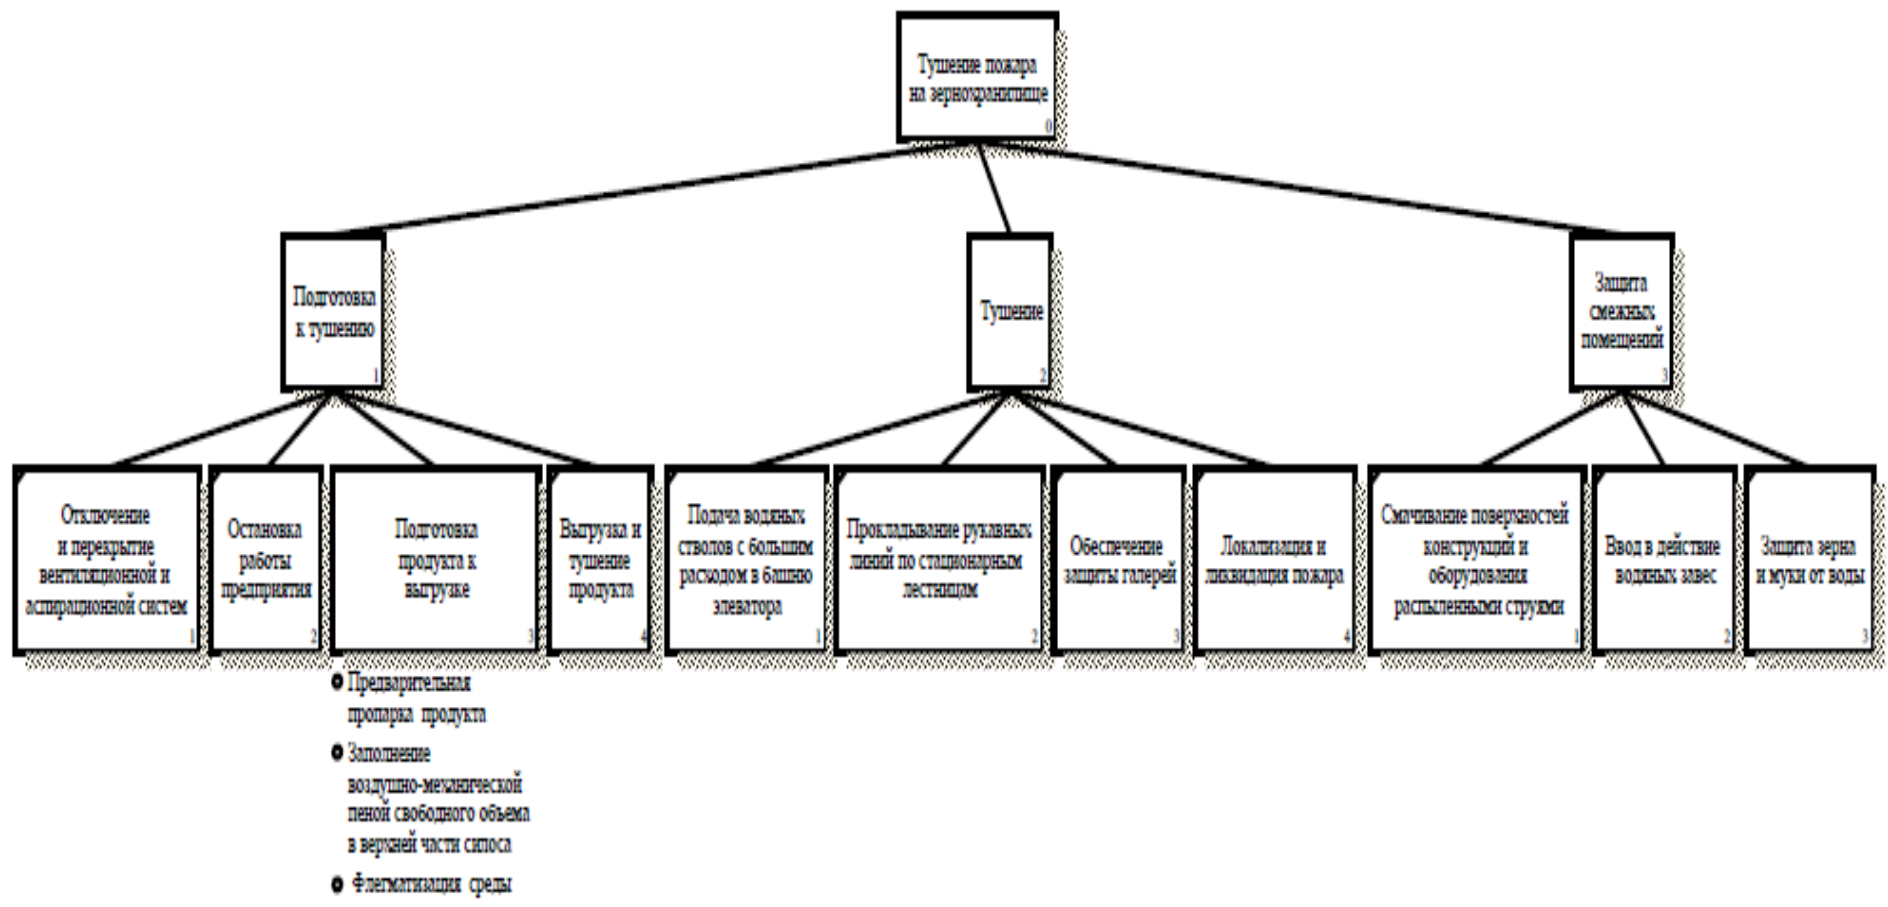 Тушение пожара
на зернохранилище
0
Подготовка
к тушению
1
Тушение
2
Защита
смежных
помещений
3
Отключение
и перекрытие
вентиляционной и
аспирационной систем
1
Остановка
работы
предприятия
2
Подготовка
продукта к
выгрузке
3
Выгрузка и
тушение
продукта
4
Подача водяных
стволов с большим
расходом в башню
элеватора
1
Прокладывание рукавных
линий по стационарным
лестницам
2
Обеспечение
защиты галерей
3
Локализация и
ликвидация пожара
4
Смачивание поверхностей
конструкций и
оборудования
распыленными струями
1
Ввод в действие
водяных завес
2
Защита зерна
и муки от воды
3
Предварительная
пропарка продукта
Заполнение
воздушно-механической
пеной свободного объема
в верхней части силоса
Флегматизация среды